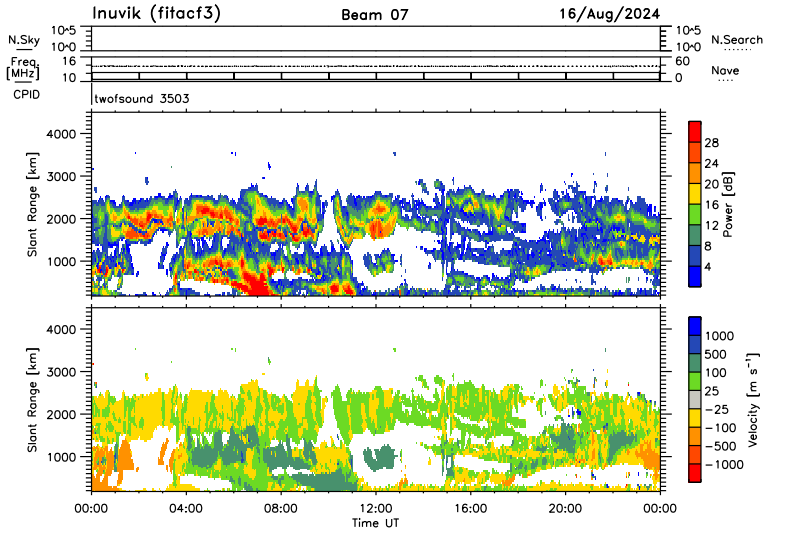 Inuvik (fitacf3) Beam 07 16/Aug/2024
N.Sky 10^5 10^0 10^5 10^0 N.Search
Freq. [MHz] 16 10 60 0 Nave
CPID twofsound 3503
Slant Range [km] 4000 3000 2000 1000
Power [dB] 28 24 20 16 12 8 4
Slant Range [km] 4000 3000 2000 1000
Velocity [m s⁻¹] 1000 500 100 25 −25 −100 −500 −1000
00:00 04:00 08:00 12:00 16:00 20:00 00:00
Time UT